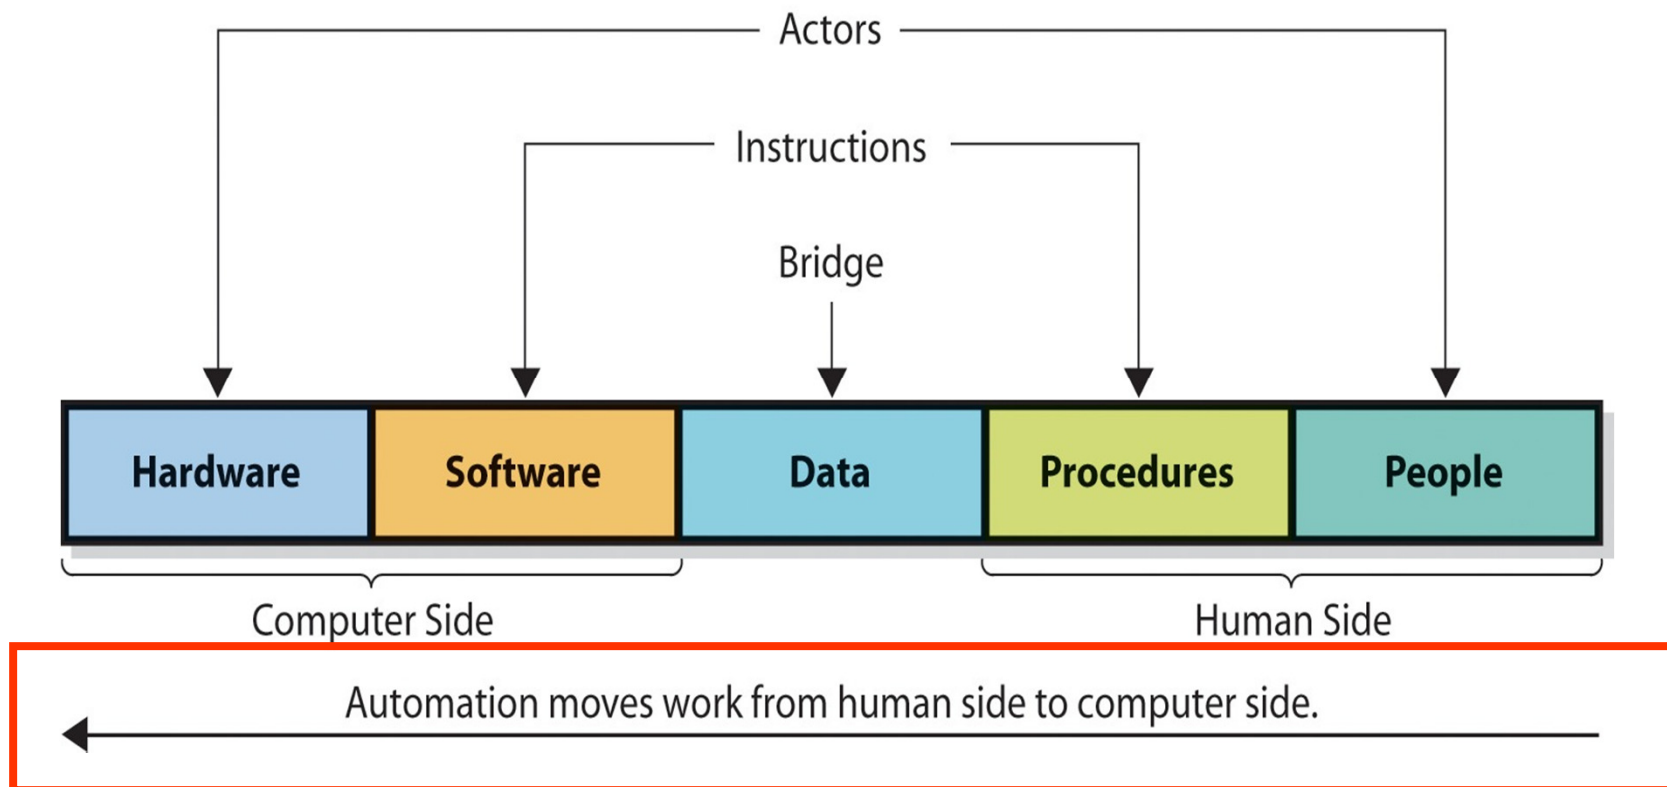 Actors
Instructions
Bridge
Hardware Software Data Procedures People
Computer Side Human Side
Automation moves work from human side to computer side.